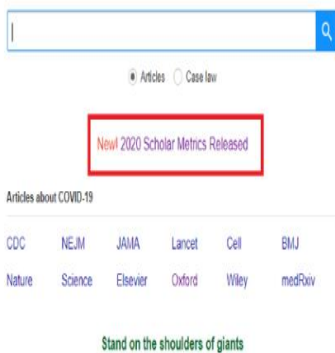 Articles Case law
New! 2020 Scholar Metrics Released
Articles about COVID-19
CDC NEJM JAMA Lancet Cell BMJ
Nature Science Elsevier Oxford Wiley medRxiv
Stand on the shoulders of giants